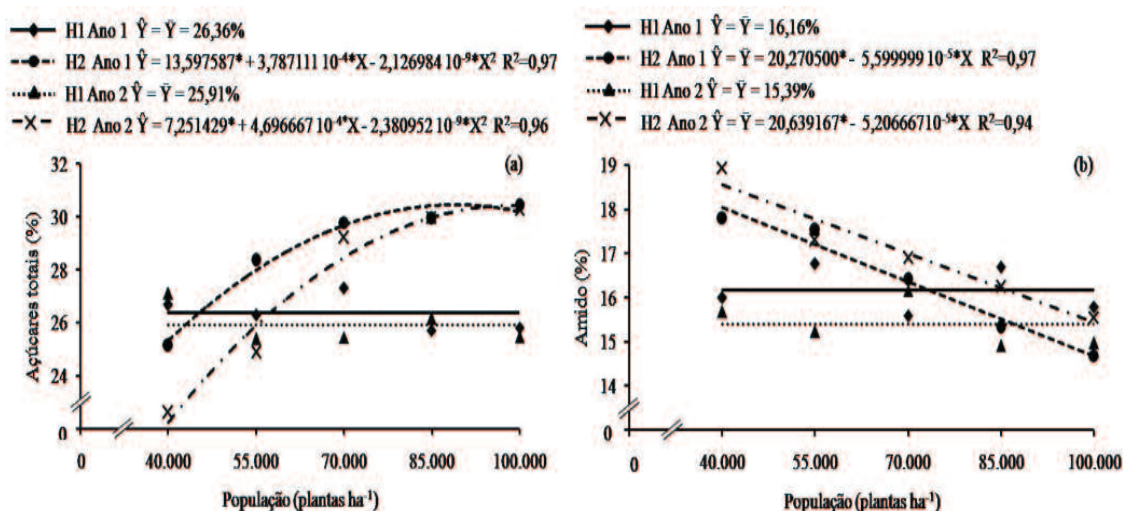 H1 Ano 1 Ŷ = Ȳ = 26,36%
H2 Ano 1 Ŷ = 13,597587* + 3,787111 10⁻⁴*X - 2,126984 10⁻⁹*X² R²=0,97
H1 Ano 2 Ŷ = Ȳ = 25,91%
H2 Ano 2 Ŷ = 7,251429* + 4,696667 10⁻⁴*X - 2,380952 10⁻⁹*X² R²=0,96
(a)
Açúcares totais (%)
32
30
28
26
24
0
0 40.000 55.000 70.000 85.000 100.000
População (plantas ha⁻¹)
H1 Ano 1 Ŷ = Ȳ = 16,16%
H2 Ano 1 Ŷ = Ȳ = 20,270500* - 5,599999 10⁻⁵*X R²=0,97
H1 Ano 2 Ŷ = Ȳ = 15,39%
H2 Ano 2 Ŷ = Ȳ = 20,639167* - 5,206667 10⁻⁵*X R²=0,94
(b)
Amido (%)
19
18
17
16
15
14
0
0 40.000 55.000 70.000 85.000 100.000
População (plantas ha⁻¹)